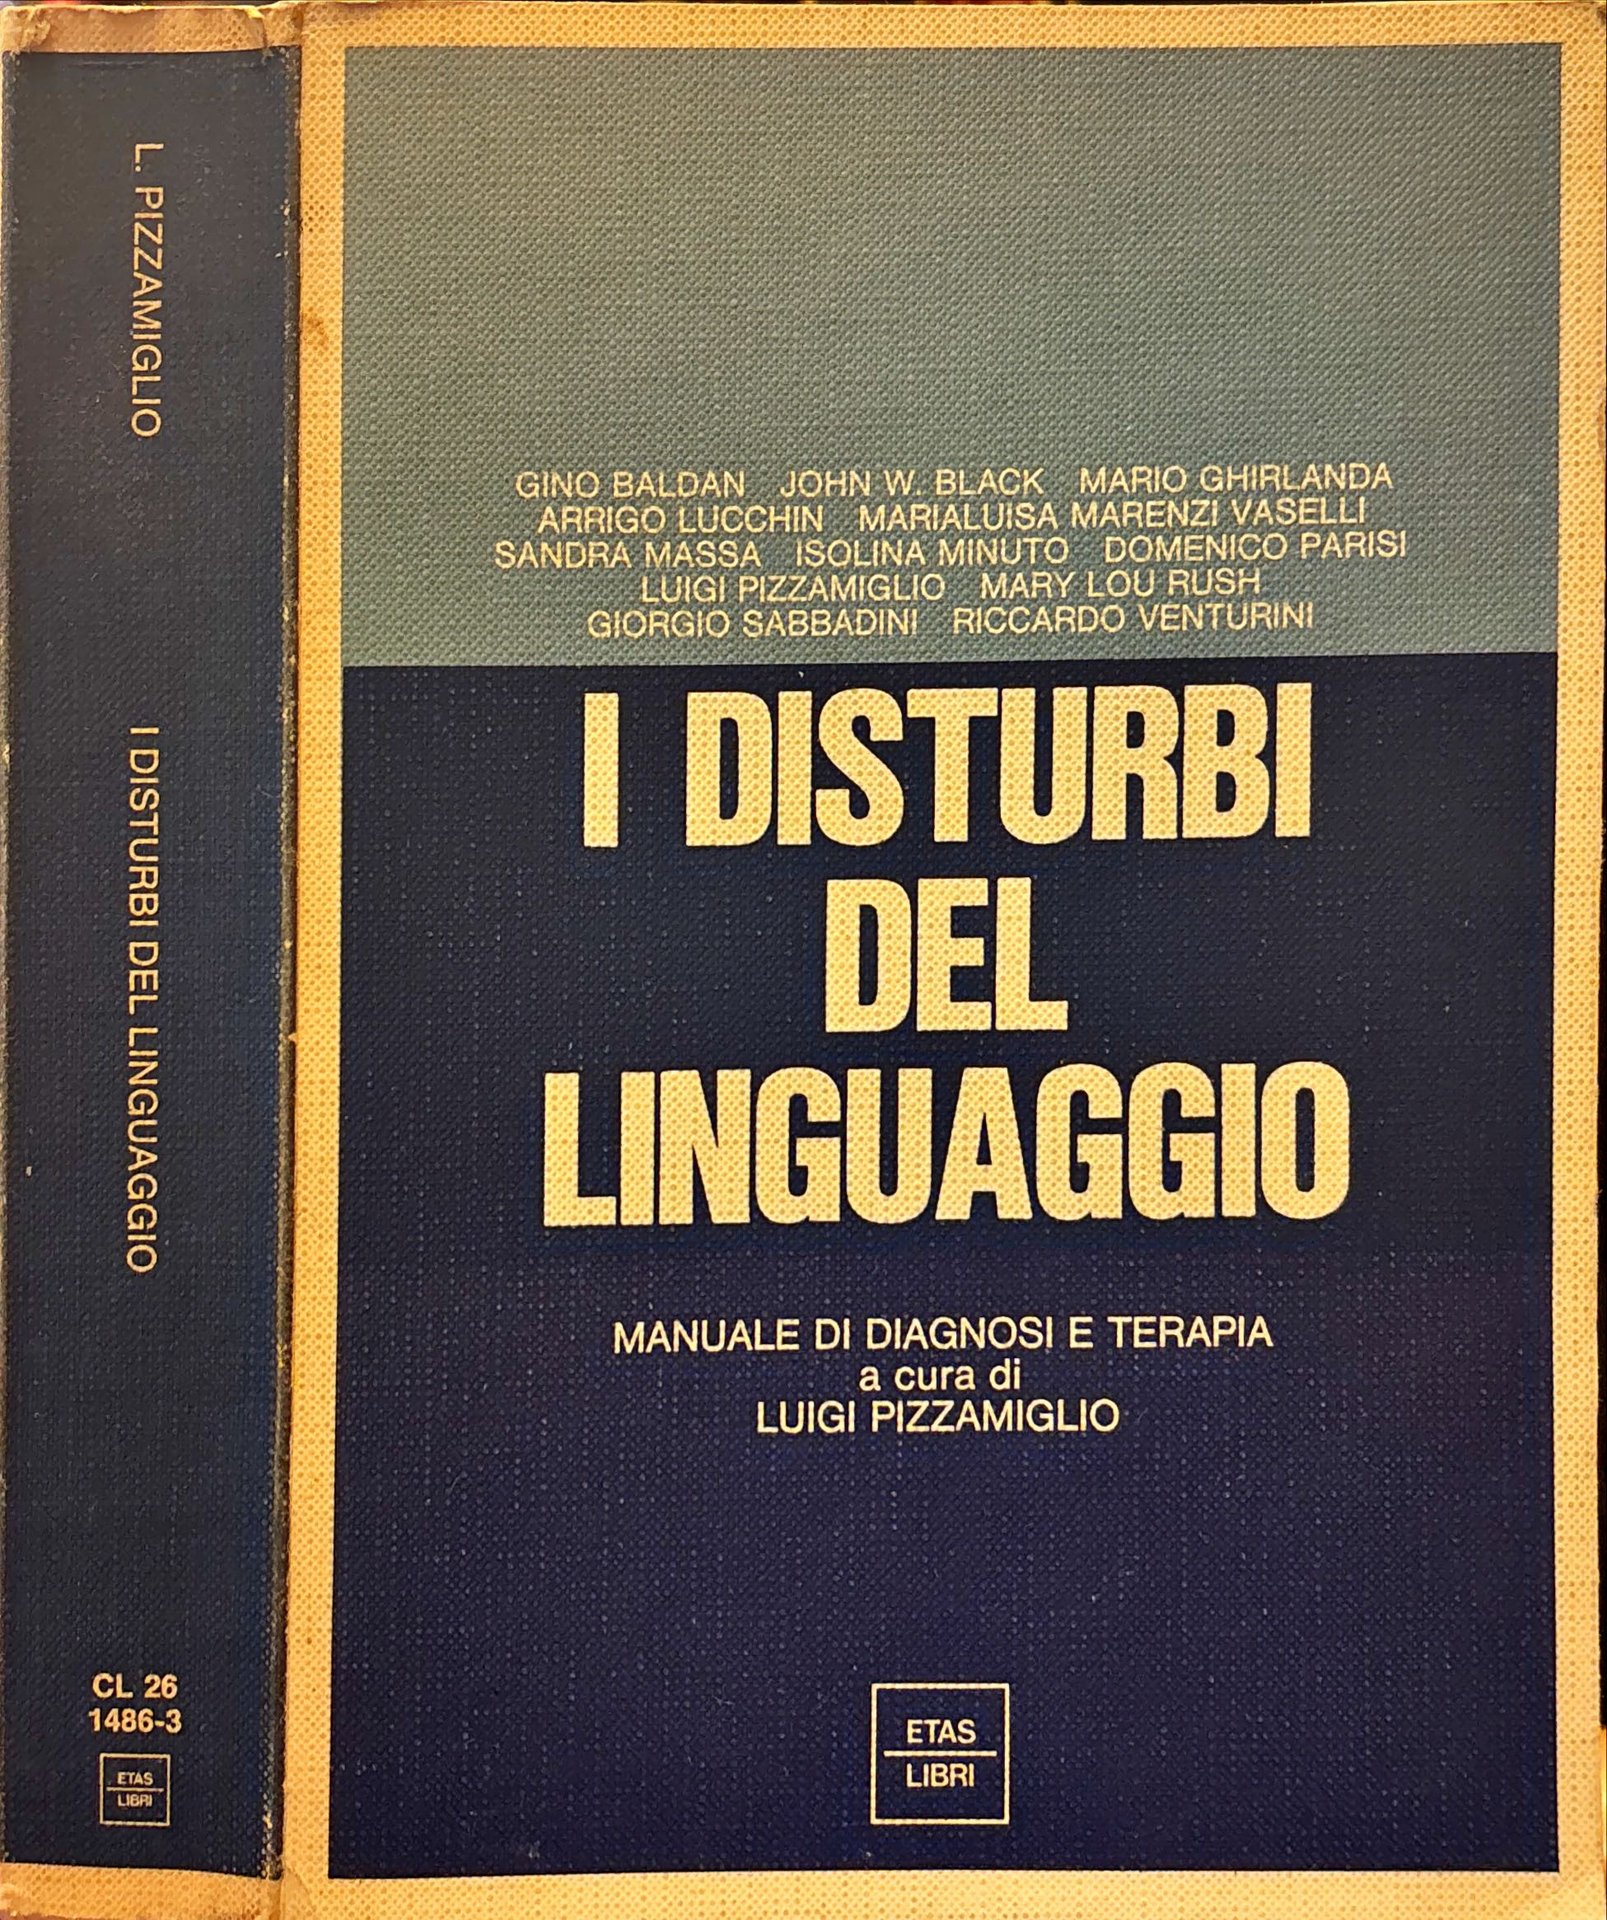 L. PIZZAMIGLIO
I DISTURBI DEL LINGUAGGIO
CL 26
1486-3
ETAS
LIBRI
GINO BALDAN JOHN W. BLACK MARIO GHIRLANDA
ARRIGO LUCCHIN MARIALUISA MARENZI VASELLI
SANDRA MASSA ISOLINA MINUTO DOMENICO PARISI
LUIGI PIZZAMIGLIO MARY LOU RUSH
GIORGIO SABBADINI RICCARDO VENTURINI
I DISTURBI
DEL
LINGUAGGIO
MANUALE DI DIAGNOSI E TERAPIA
a cura di
LUIGI PIZZAMIGLIO
ETAS
LIBRI